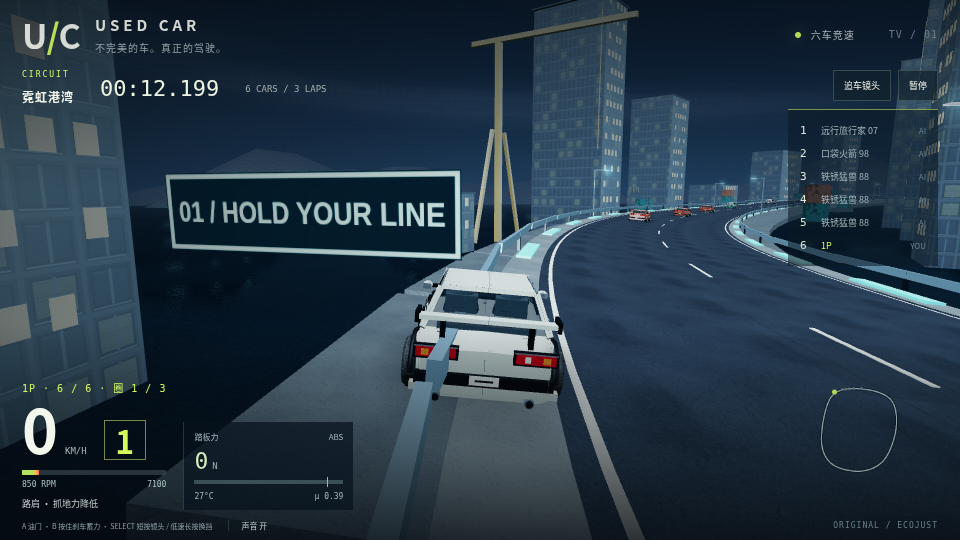 U/C USED CAR
不完美的车。真正的驾驶。
六车竞速 TV / 01
CIRCUIT
霓虹港湾 00:12.199 6 CARS / 3 LAPS
追车镜头 暂停
1 远行旅行家 07 AI
2 口袋火箭 98 AI
3 铁锈猛兽 88 AI
4 铁锈猛兽 88 AI
5 铁锈猛兽 88 AI
6 1P YOU
01 / HOLD YOUR LINE
1P · 6 / 6 · 圈 1 / 3
0 KM/H 1
850 RPM 7100
路肩 · 抓地力降低
踏板力 ABS
0 N
27°C μ 0.39
A 油门 · B 按住刹车蓄力 · SELECT 短按镜头 / 低速长按换挡 声音 开
ORIGINAL / ECOJUST